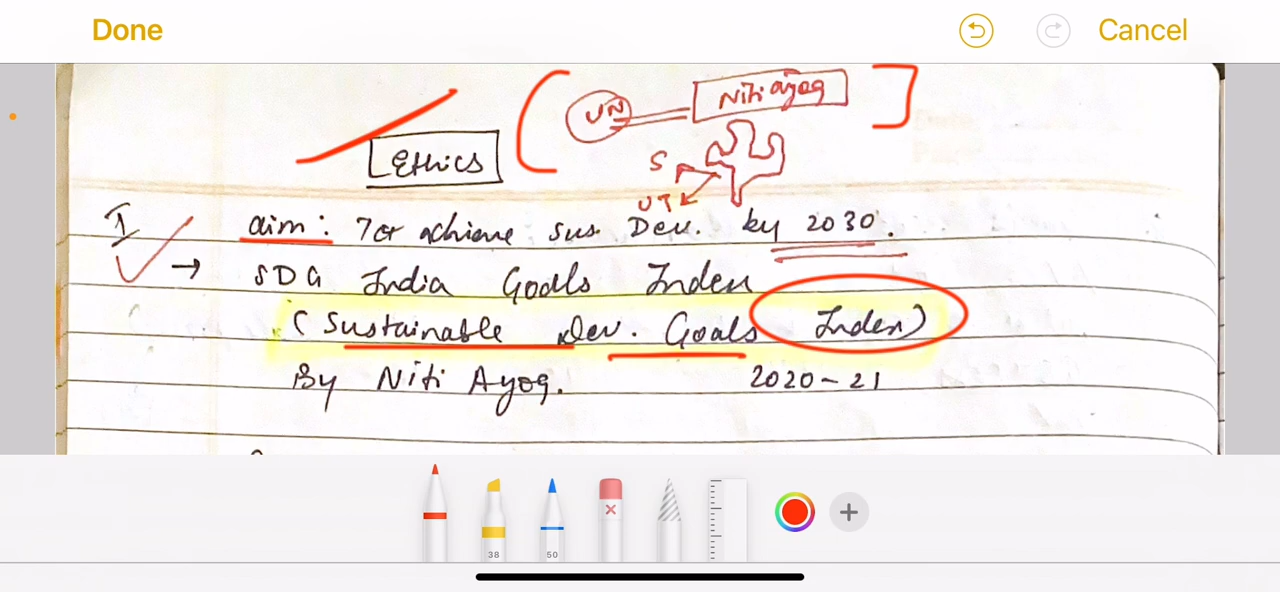 Done Cancel
UN Niti ayog
Ethics
S
UT
I
aim: For achieve sus. Dev. by 2030.
→ SDG India Goals Index
(Sustainable Dev. Goals Index)
By Niti Ayog. 2020-21
38 50